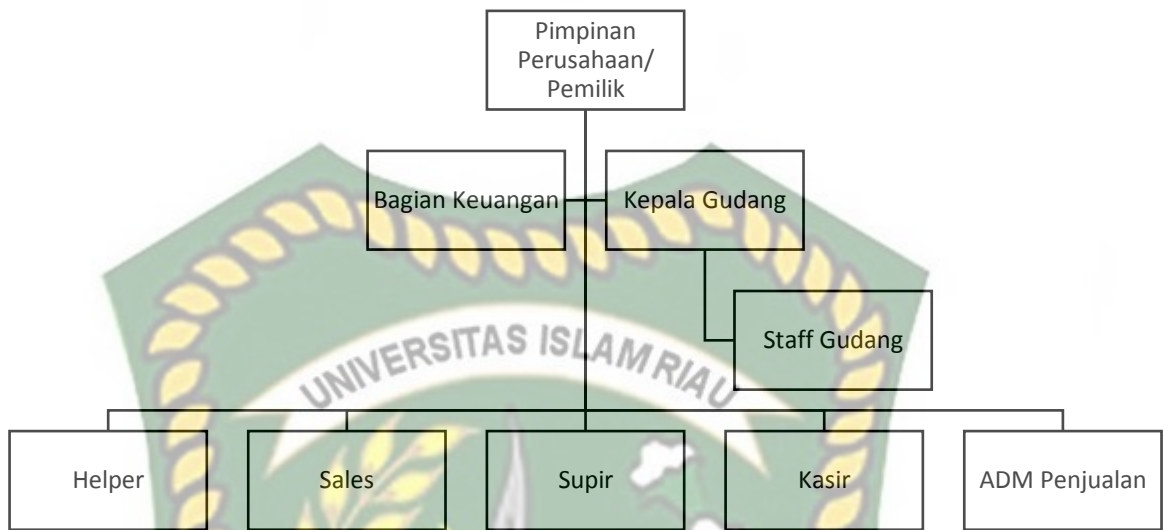 Pimpinan
Perusahaan/
Pemilik
Bagian Keuangan
Kepala Gudang
Staff Gudang
UNIVERSITAS ISLAM RIAU
Helper
Sales
Supir
Kasir
ADM Penjualan